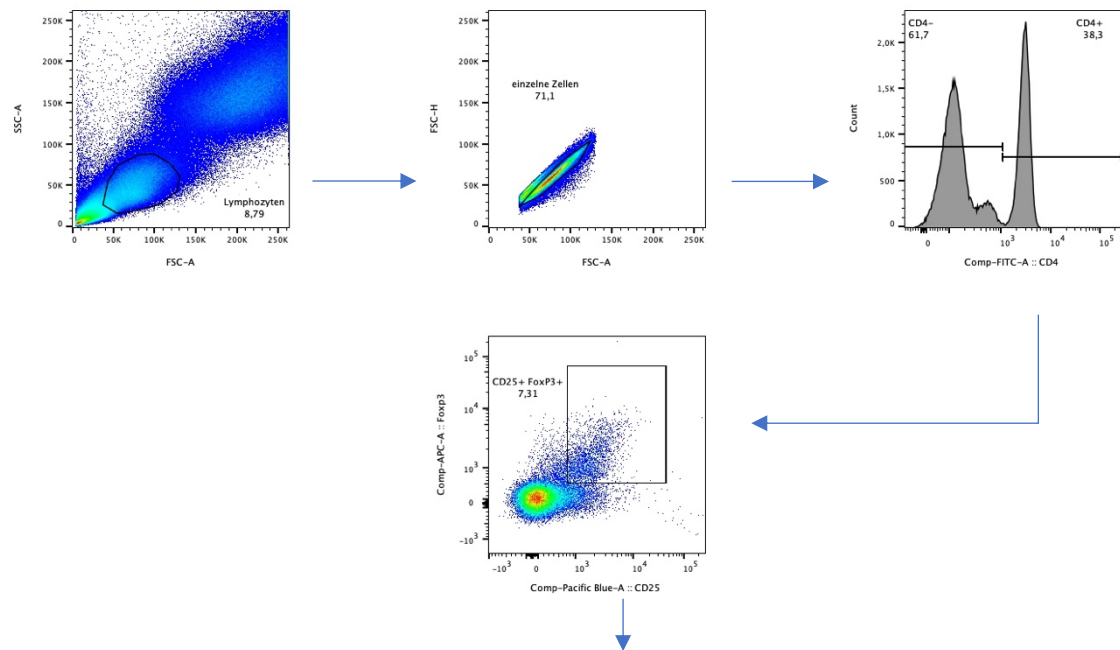 250K
200K
150K
100K
50K
0
SSC-A
Lymphozyten
8,79
0 50K 100K 150K 200K 250K
FSC-A
250K
200K
150K
100K
50K
0
FSC-H
einzelne Zellen
71,1
0 50K 100K 150K 200K 250K
FSC-A
CD4-
61,7
CD4+
38,3
2,0K
1,5K
1,0K
500
0
Count
0 10³ 10⁴ 10⁵
Comp-FITC-A :: CD4
10⁵
10⁴
10³
0
-10³
Comp-APC-A :: Foxp3
CD25+ FoxP3+
7,31
-10³ 0 10³ 10⁴ 10⁵
Comp-Pacific Blue-A :: CD25